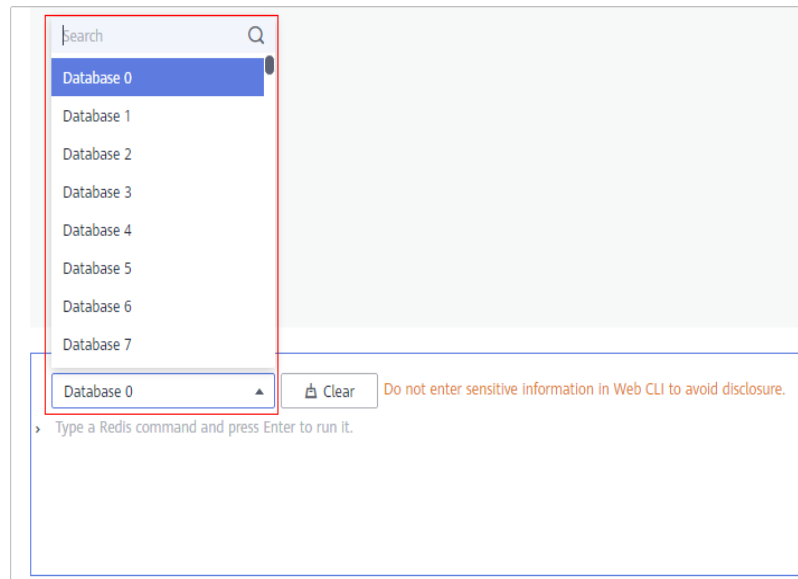 Search
Database 0
Database 1
Database 2
Database 3
Database 4
Database 5
Database 6
Database 7
Database 0
Clear
Do not enter sensitive information in Web CLI to avoid disclosure.
› Type a Redis command and press Enter to run it.